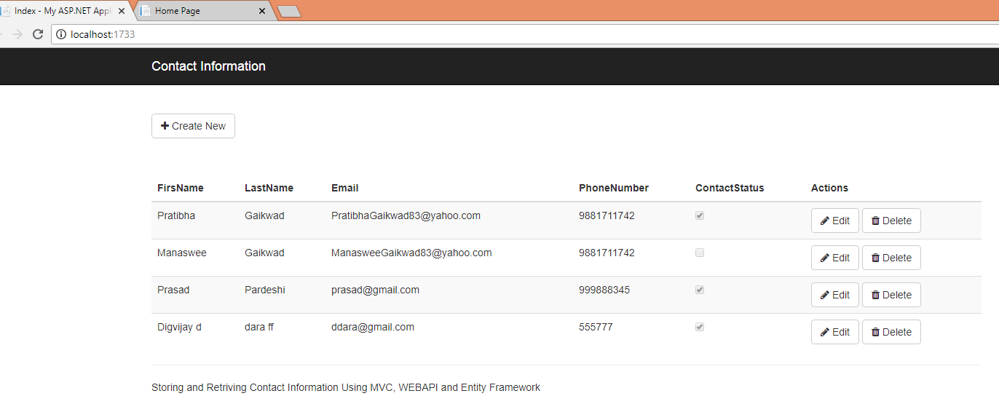 Index - My ASP.NET Appl
Home Page
localhost:1733
Contact Information
Create New
FirsName LastName Email PhoneNumber ContactStatus Actions
Pratibha Gaikwad PratibhaGaikwad83@yahoo.com 9881711742 Edit Delete
Manaswee Gaikwad ManasweeGaikwad83@yahoo.com 9881711742 Edit Delete
Prasad Pardeshi prasad@gmail.com 999888345 Edit Delete
Digvijay d dara ff ddara@gmail.com 555777 Edit Delete
Storing and Retriving Contact Information Using MVC, WEBAPI and Entity Framework